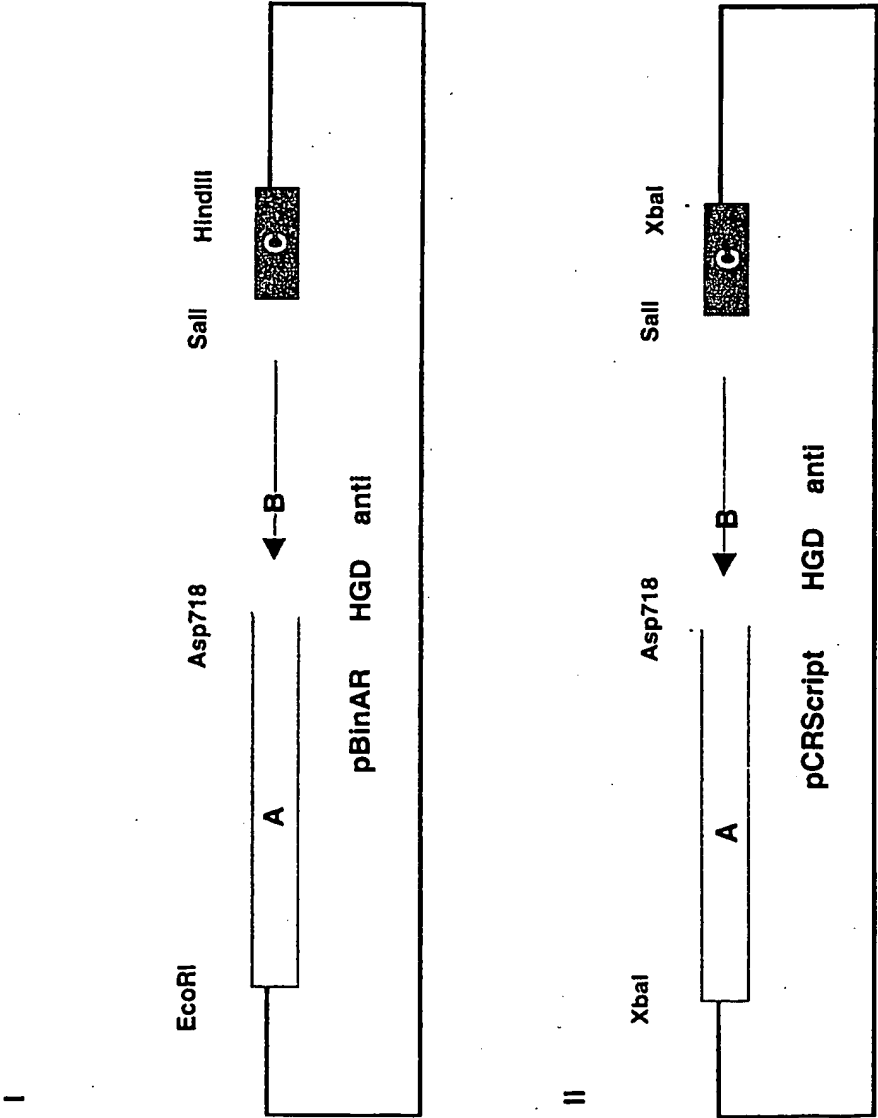 I
EcoRI Asp718 SalI HindIII
A B C
pBinAR HGD anti
II
XbaI Asp718 SalI XbaI
A B C
pCRScript HGD anti